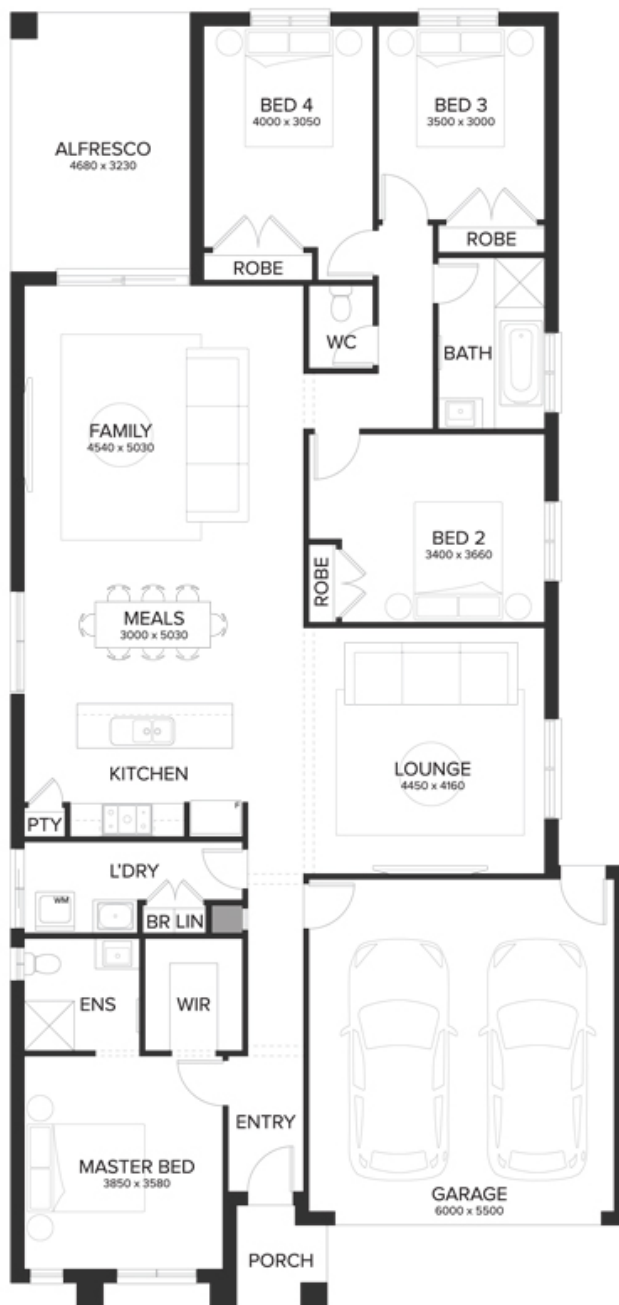 ALFRESCO
4680 x 3230
BED 4
4000 x 3050
BED 3
3500 x 3000
ROBE
ROBE
WC
BATH
FAMILY
4540 x 5030
BED 2
3400 x 3660
ROBE
MEALS
3000 x 5030
KITCHEN
LOUNGE
4450 x 4160
PTY
L'DRY
WM
BR LIN
ENS
WIR
ENTRY
MASTER BED
3850 x 3580
GARAGE
6000 x 5500
PORCH